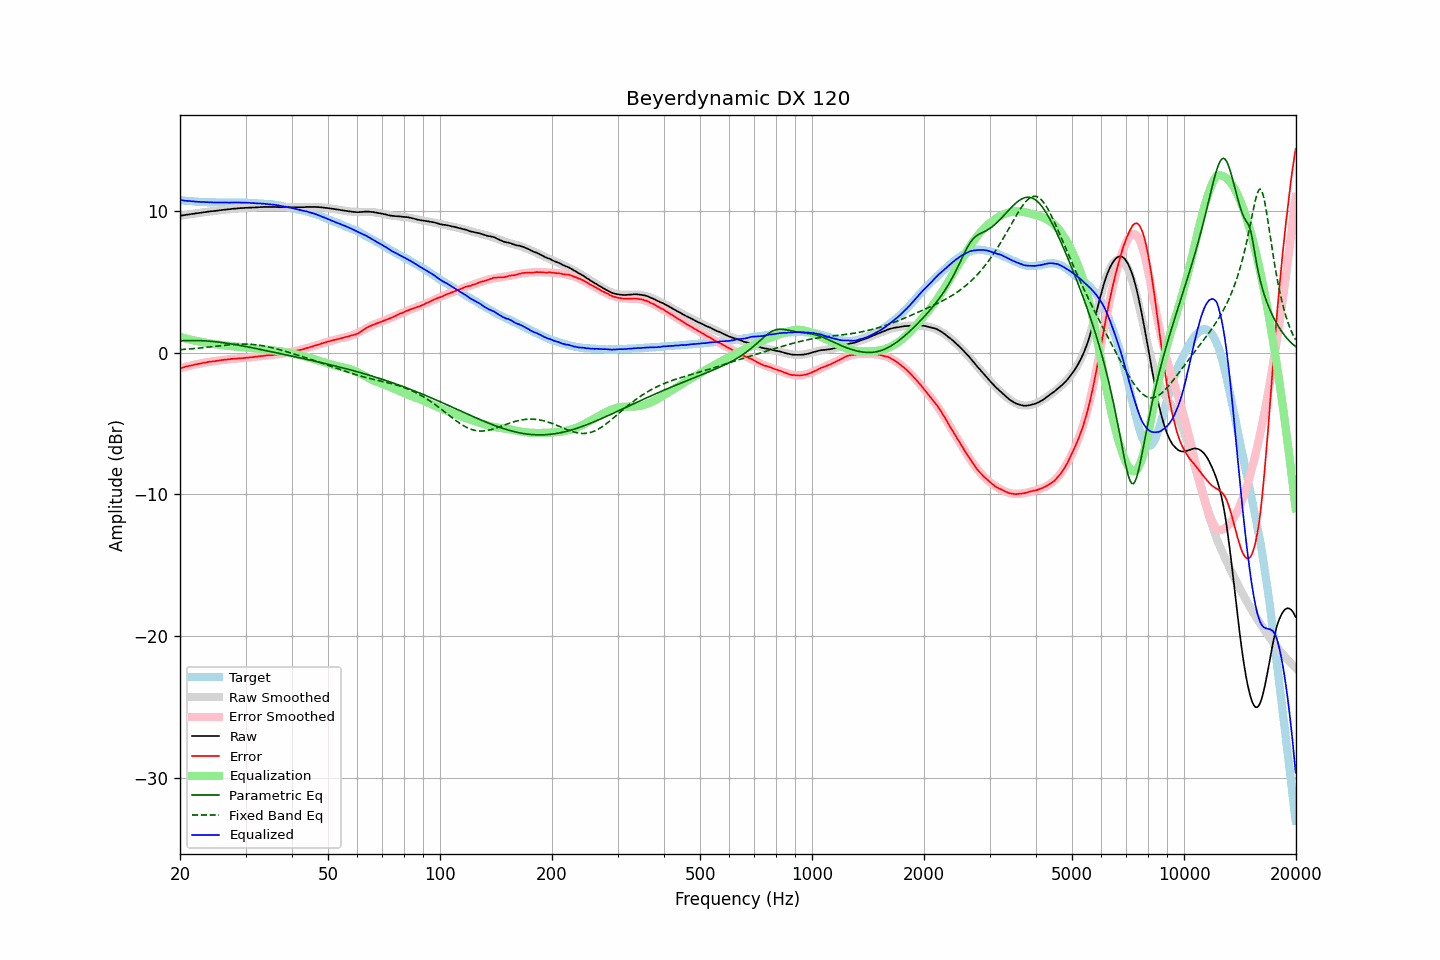 Beyerdynamic DX 120
Amplitude (dBr)
10
0
−10
−20
−30
Target
Raw Smoothed
Error Smoothed
Raw
Error
Equalization
Parametric Eq
Fixed Band Eq
Equalized
20 50 100 200 500 1000 2000 5000 10000 20000
Frequency (Hz)